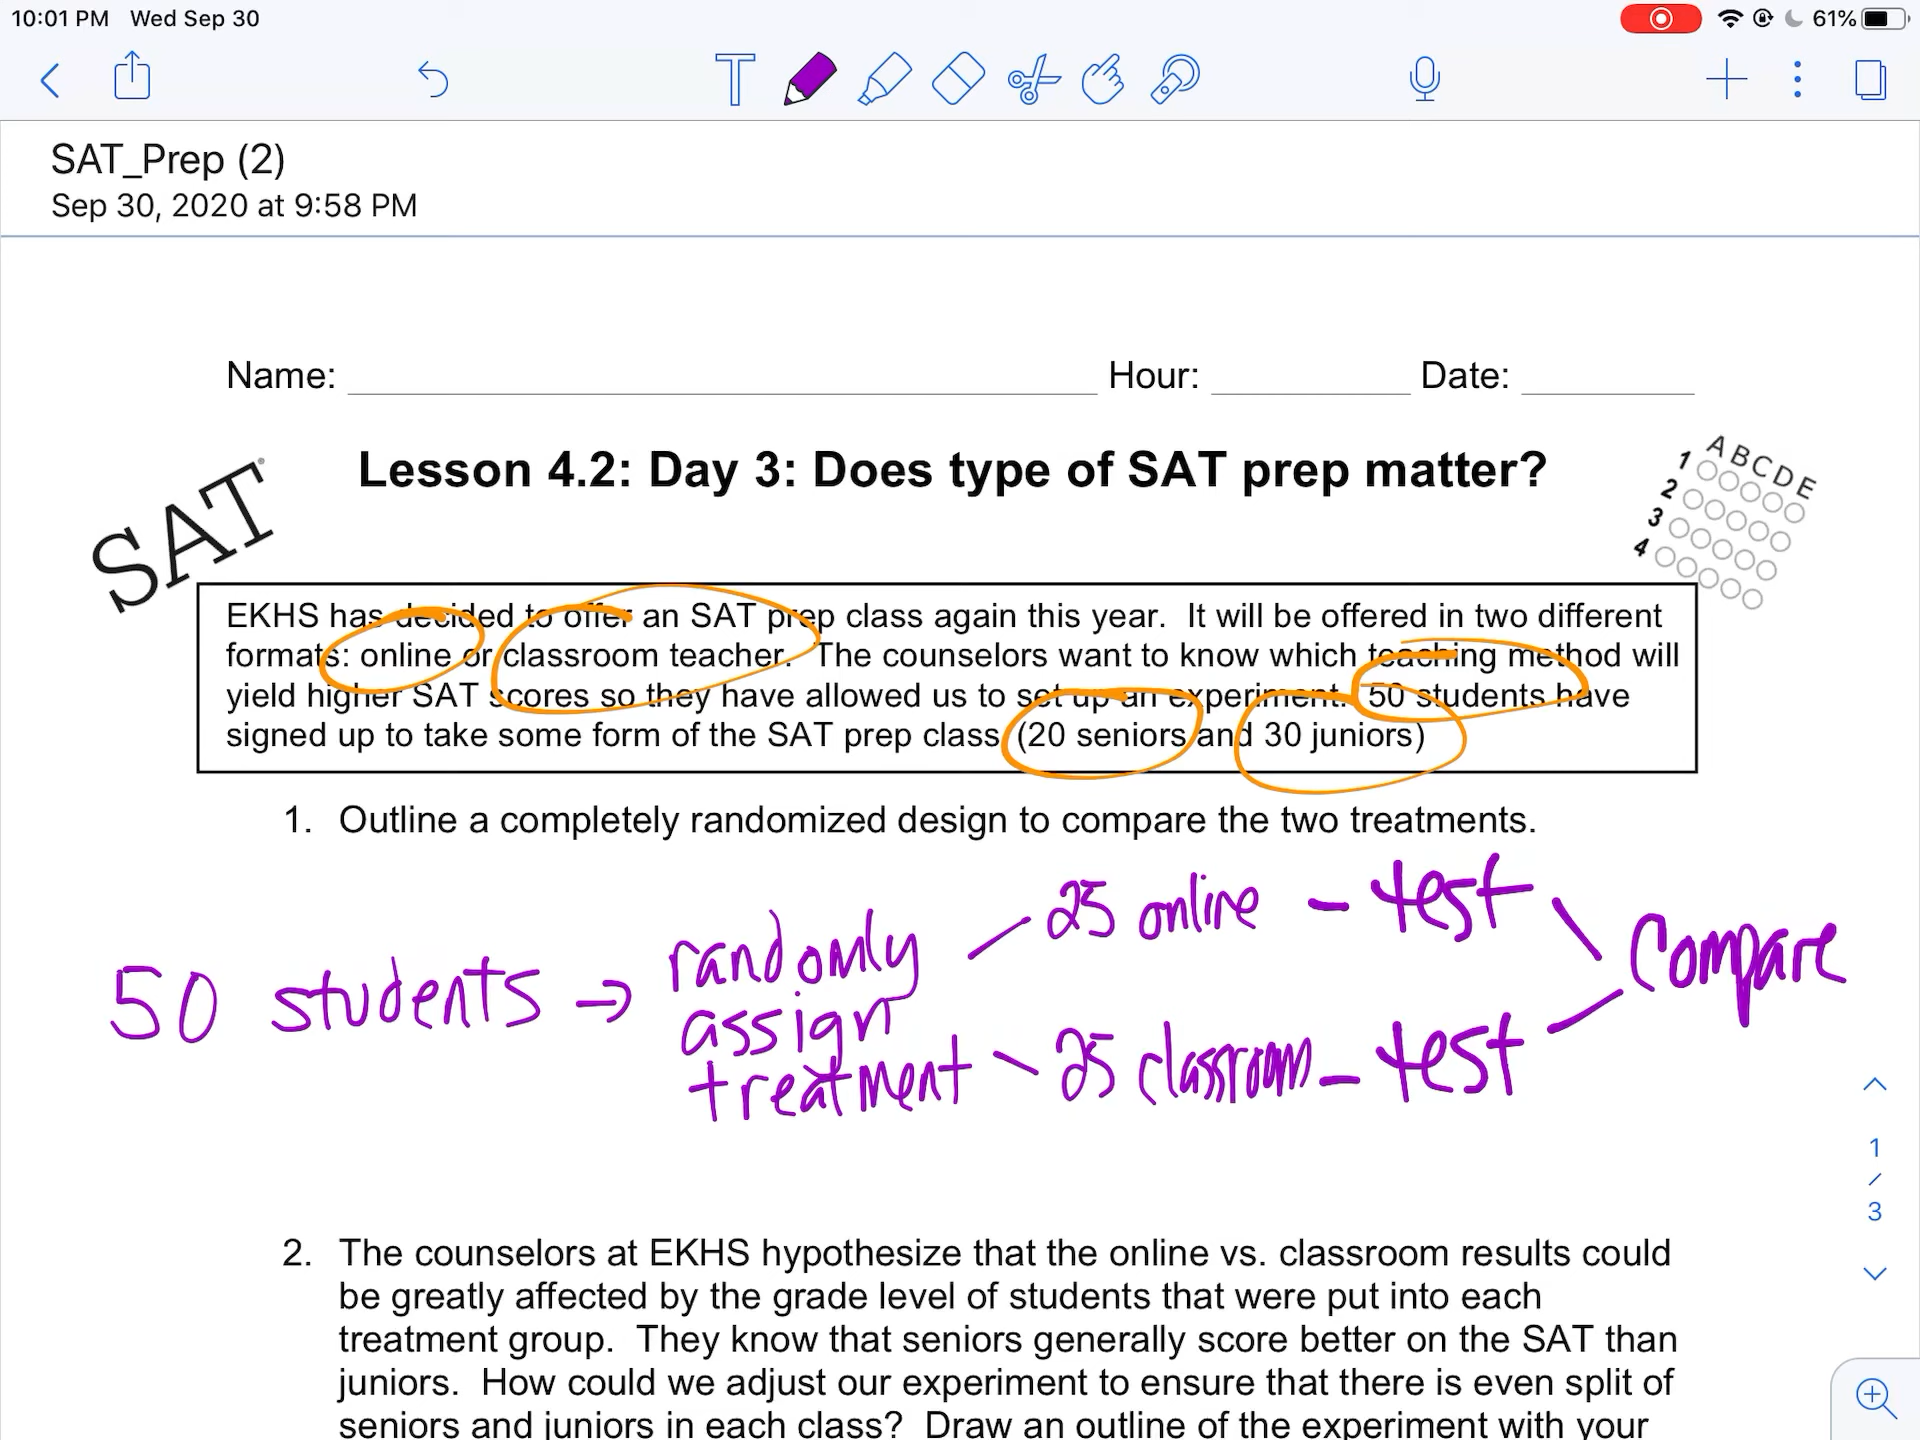 10:01 PM Wed Sep 30 61%
SAT_Prep (2)
Sep 30, 2020 at 9:58 PM
Name: Hour: Date:
SAT
Lesson 4.2: Day 3: Does type of SAT prep matter?
A B C D E
1
2
3
4
EKHS has decided to offer an SAT prep class again this year. It will be offered in two different
formats: online or classroom teacher. The counselors want to know which teaching method will
yield higher SAT scores so they have allowed us to set up an experiment. 50 students have
signed up to take some form of the SAT prep class (20 seniors and 30 juniors)
1. Outline a completely randomized design to compare the two treatments.
50 students → randomly
assign
treatment
25 online - test
25 classroom - test
Compare
1
/
3
2. The counselors at EKHS hypothesize that the online vs. classroom results could
be greatly affected by the grade level of students that were put into each
treatment group. They know that seniors generally score better on the SAT than
juniors. How could we adjust our experiment to ensure that there is even split of
seniors and juniors in each class? Draw an outline of the experiment with your